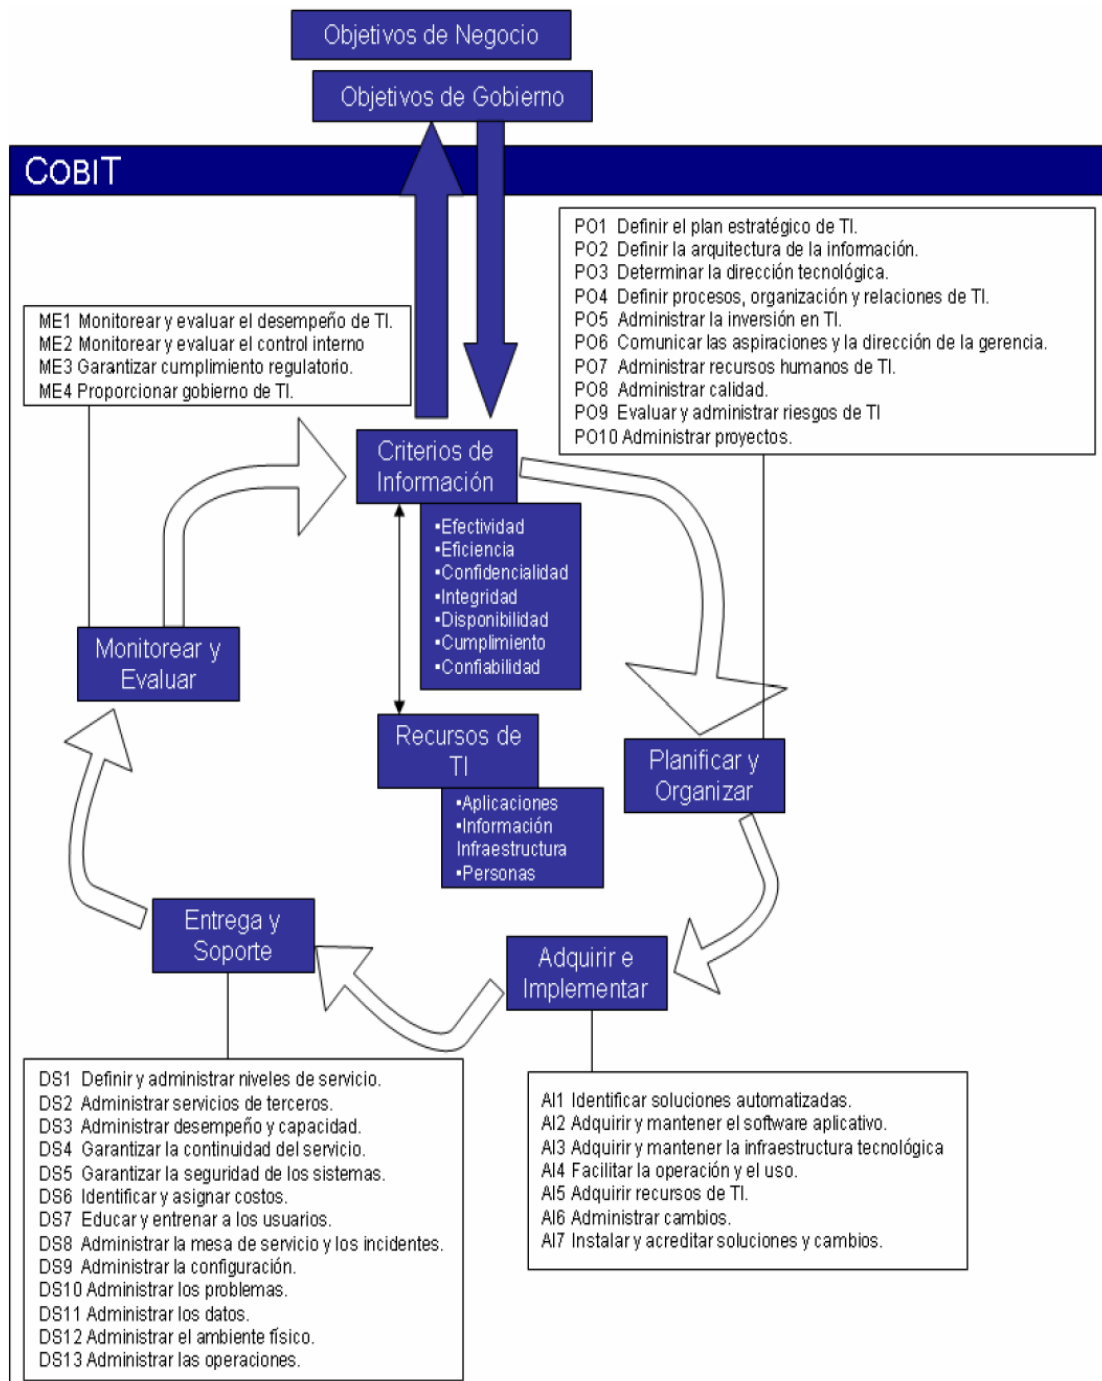 Objetivos de Negocio
Objetivos de Gobierno
COBIT
PO1 Definir el plan estratégico de TI.
PO2 Definir la arquitectura de la información.
PO3 Determinar la dirección tecnológica.
PO4 Definir procesos, organización y relaciones de TI.
PO5 Administrar la inversión en TI.
PO6 Comunicar las aspiraciones y la dirección de la gerencia.
PO7 Administrar recursos humanos de TI.
PO8 Administrar calidad.
PO9 Evaluar y administrar riesgos de TI
PO10 Administrar proyectos.
ME1 Monitorear y evaluar el desempeño de TI.
ME2 Monitorear y evaluar el control interno
ME3 Garantizar cumplimiento regulatorio.
ME4 Proporcionar gobierno de TI.
Criterios de
Información
▪Efectividad
▪Eficiencia
▪Confidencialidad
▪Integridad
▪Disponibilidad
▪Cumplimiento
▪Confiabilidad
Monitorear y
Evaluar
Recursos de
TI
▪Aplicaciones
▪Información
Infraestructura
▪Personas
Planificar y
Organizar
Entrega y
Soporte
Adquirir e
Implementar
DS1 Definir y administrar niveles de servicio.
DS2 Administrar servicios de terceros.
DS3 Administrar desempeño y capacidad.
DS4 Garantizar la continuidad del servicio.
DS5 Garantizar la seguridad de los sistemas.
DS6 Identificar y asignar costos.
DS7 Educar y entrenar a los usuarios.
DS8 Administrar la mesa de servicio y los incidentes.
DS9 Administrar la configuración.
DS10 Administrar los problemas.
DS11 Administrar los datos.
DS12 Administrar el ambiente físico.
DS13 Administrar las operaciones.
AI1 Identificar soluciones automatizadas.
AI2 Adquirir y mantener el software aplicativo.
AI3 Adquirir y mantener la infraestructura tecnológica
AI4 Facilitar la operación y el uso.
AI5 Adquirir recursos de TI.
AI6 Administrar cambios.
AI7 Instalar y acreditar soluciones y cambios.